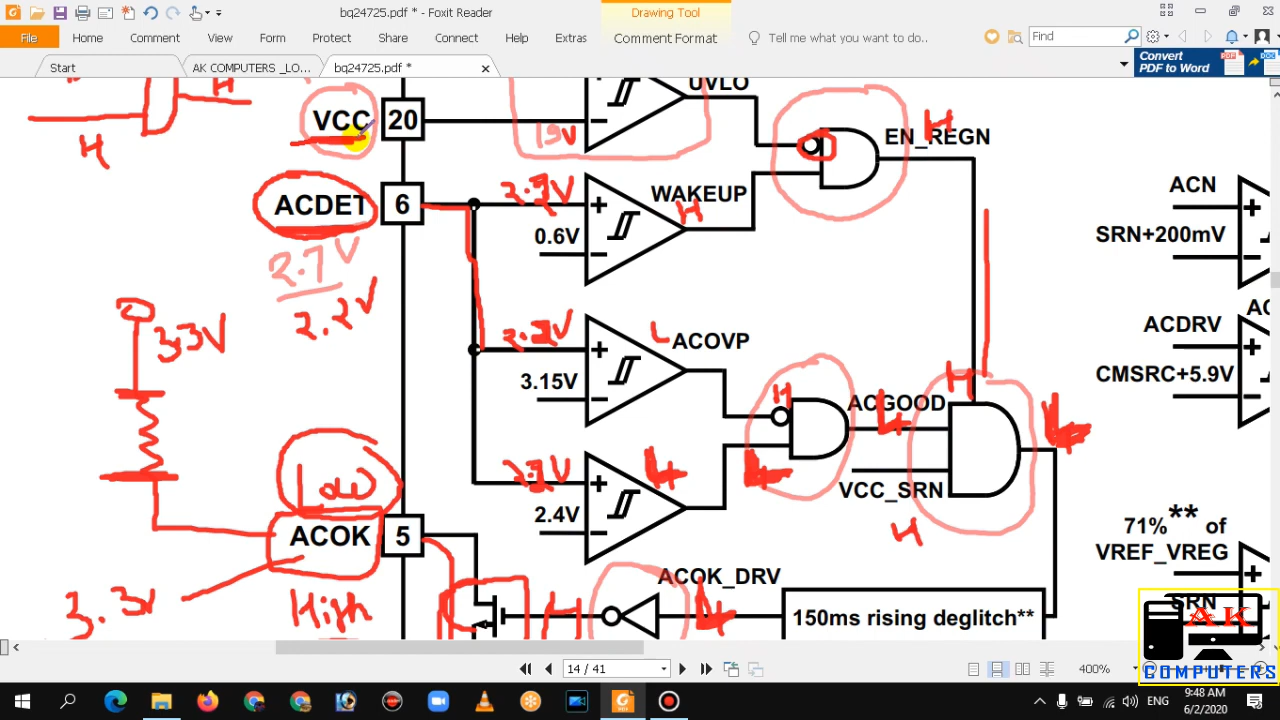 bq24725.pdf * - Foxit Reader
Drawing Tool
File Home Comment View Form Protect Share Connect Help Extras Comment Format Tell me what you want to do.. Find
Start
AK COMPUTERS _LO...
bq24725.pdf *
Convert
PDF to Word
H
H
VCC 20
UVLO
19V
EN_REGN
H
ACDET 6
2.7V
2.2V
WAKEUP
H
0.6V
ACN
SRN+200mV
3.3V
ACOVP
L
3.15V
H
ACGOOD
L
H
L
ACDRV
CMSRC+5.9V
2.4V
L
L
VCC_SRN
H
Low
ACOK 5
3.3V
High
ACOK_DRV
H
L
150ms rising deglitch**
71%** of
VREF_VREG
SRN
AK
COMPUTERS
14 / 41
400%
ENG
9:48 AM
6/2/2020